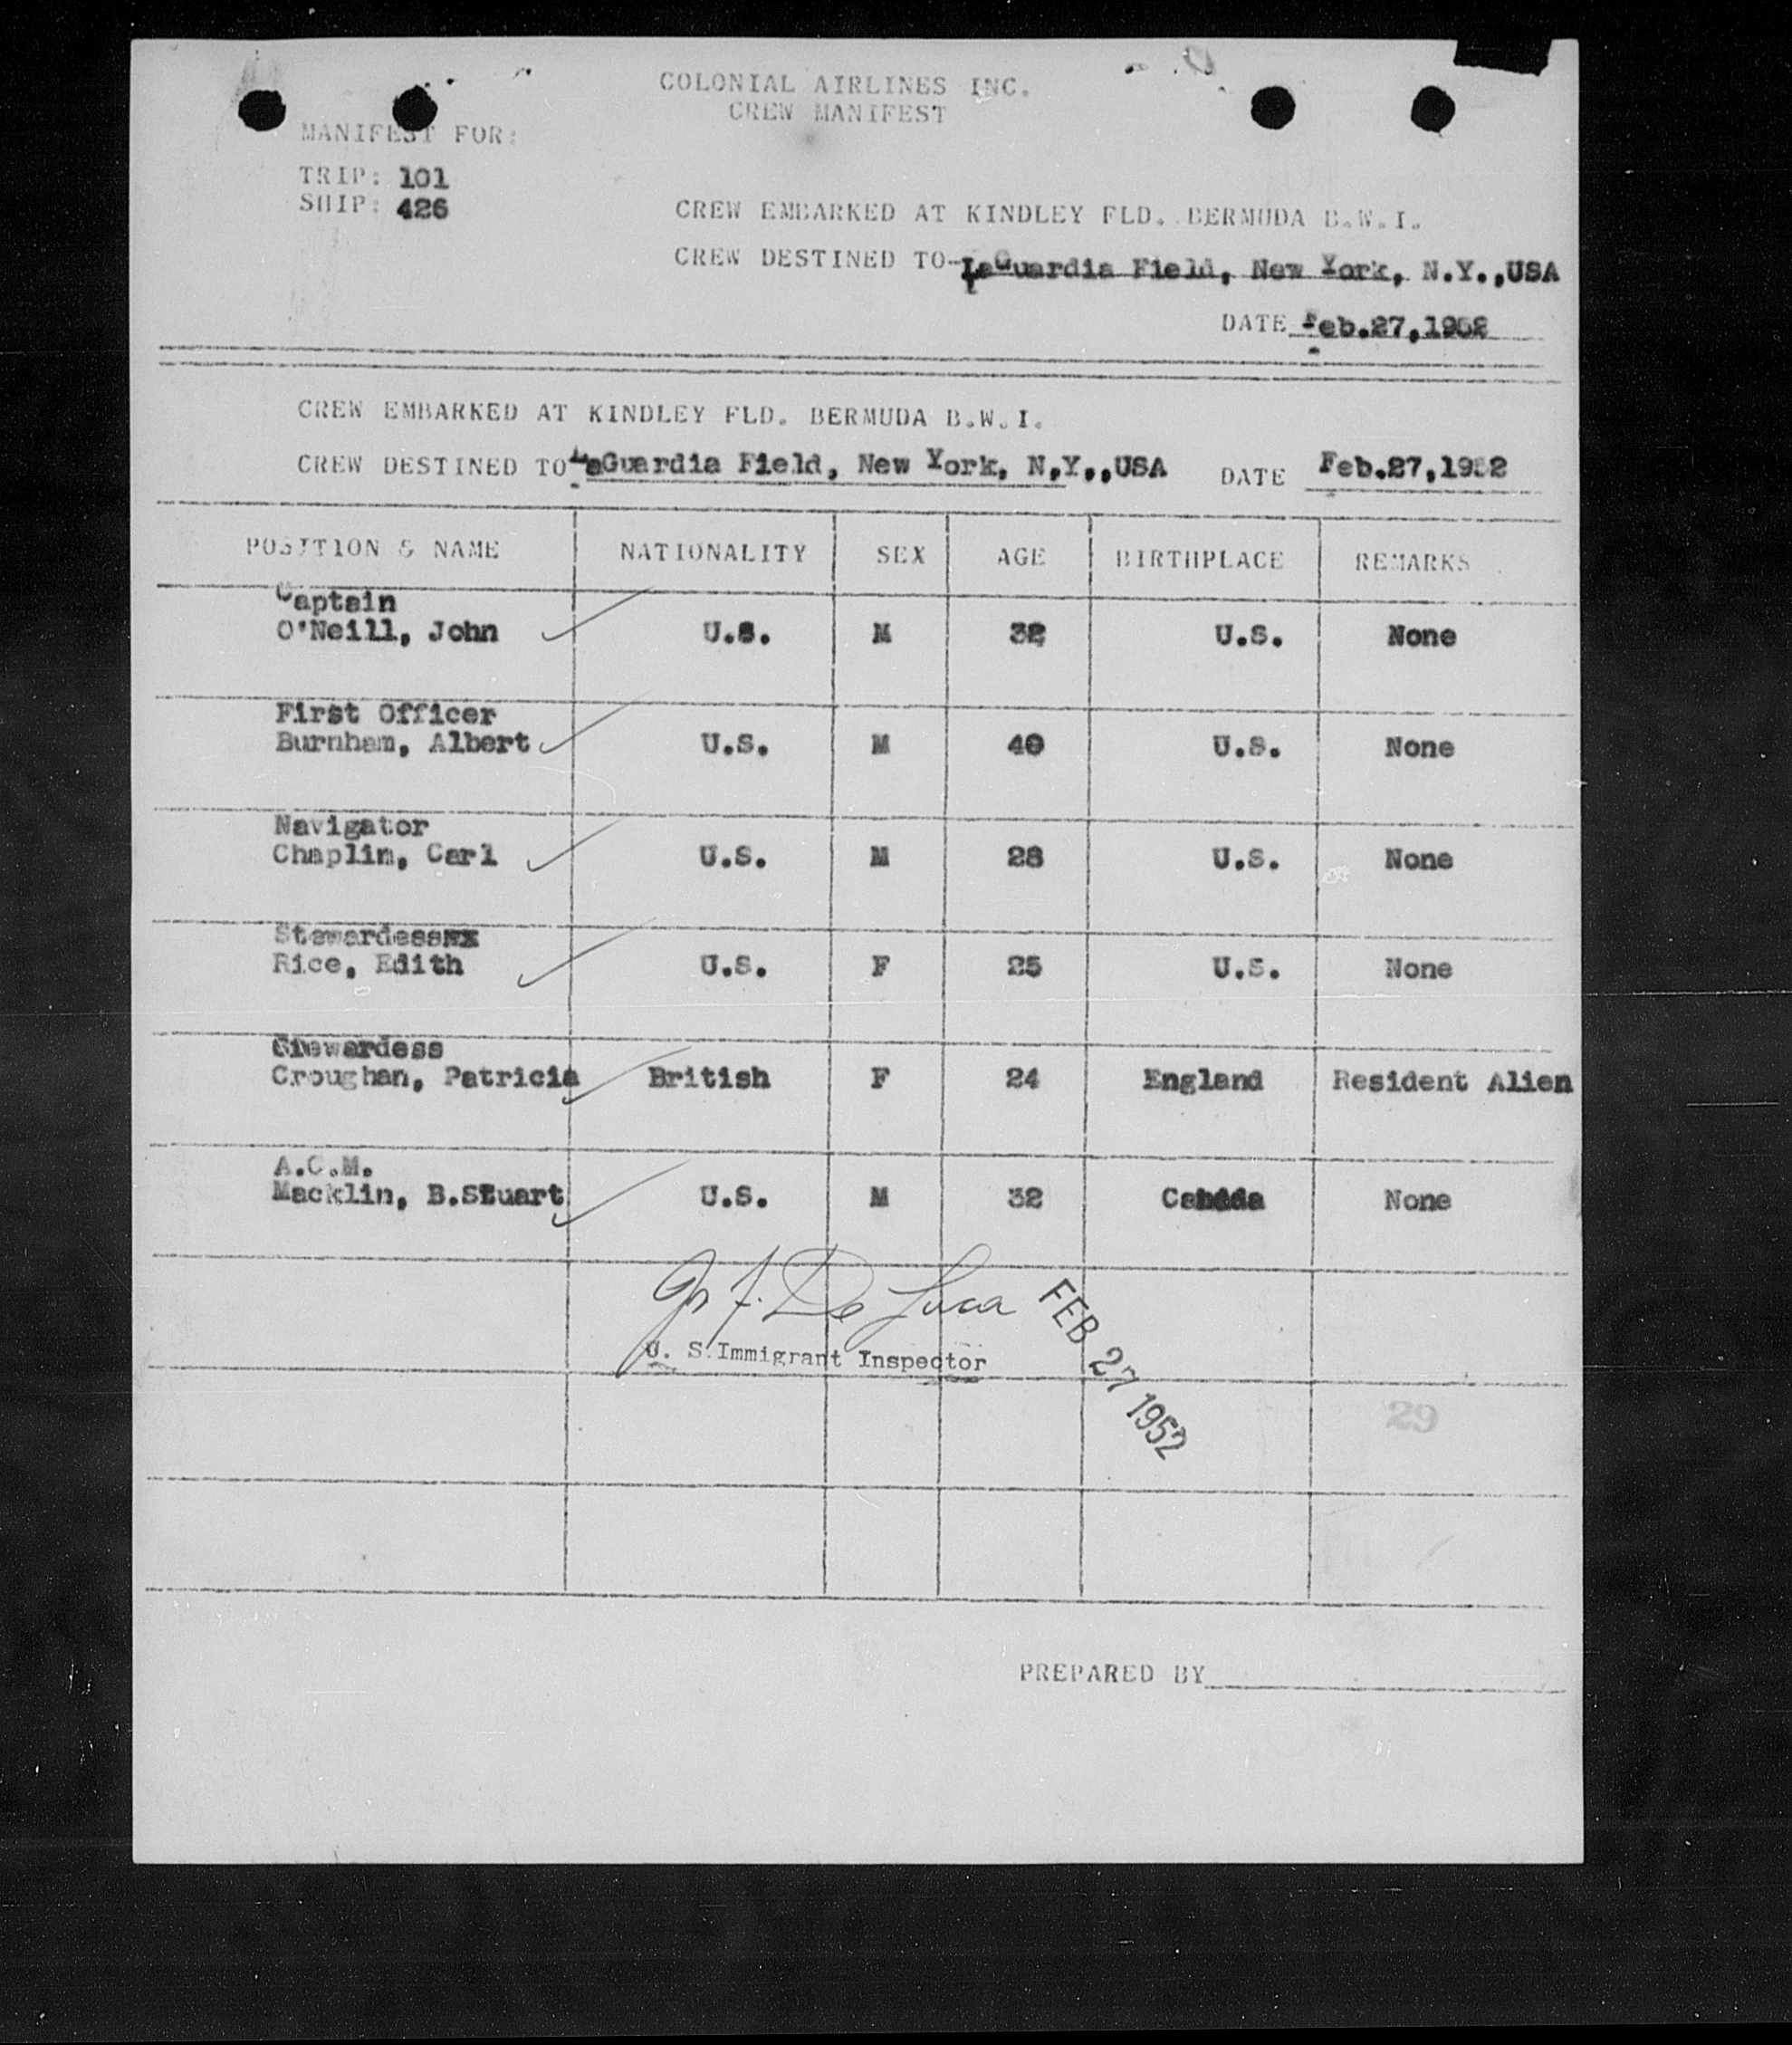 COLONIAL AIRLINES INC.
CREW MANIFEST
MANIFEST FOR:
TRIP: 101
SHIP: 426
CREW EMBARKED AT KINDLEY FLD. BERMUDA B.W.I.
CREW DESTINED TO LaGuardia Field, New York, N.Y.,USA
DATE Feb.27,1952
CREW EMBARKED AT KINDLEY FLD. BERMUDA B.W.I.
CREW DESTINED TO LaGuardia Field, New York, N.Y.,USA DATE Feb.27,1952
POSITION & NAME NATIONALITY SEX AGE BIRTHPLACE REMARKS
Captain
O'Neill, John U.S. M 32 U.S. None
First Officer
Burnham, Albert U.S. M 40 U.S. None
Navigator
Chaplin, Carl U.S. M 28 U.S. None
Stewardess
Rice, Edith U.S. F 25 U.S. None
Stewardess
Croughan, Patricia British F 24 England Resident Alien
A.C.M.
Macklin, B.Stuart U.S. M 32 Canada None
De Luca
U. S. Immigrant Inspector
FEB 27 1952
29
PREPARED BY